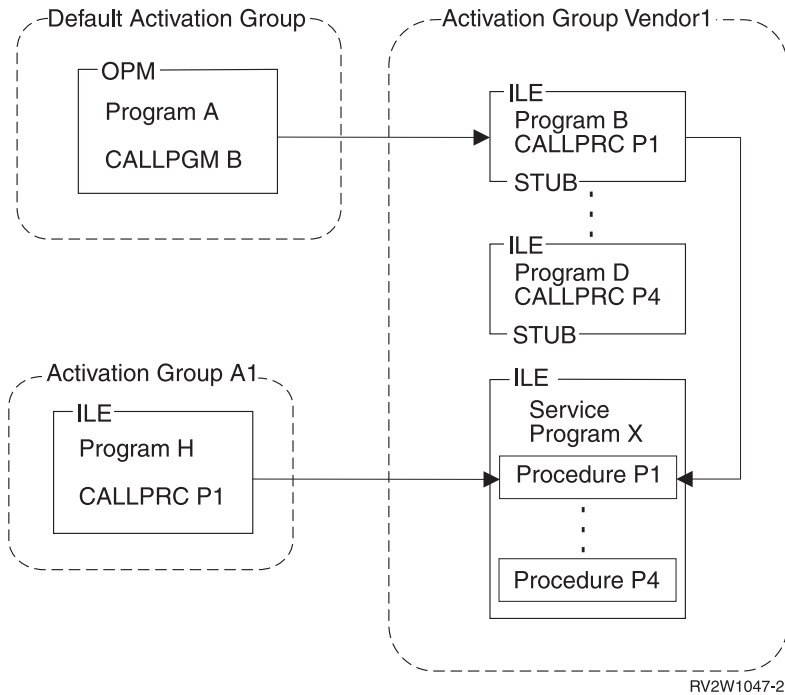 Default Activation Group
OPM
Program A
CALLPGM B
Activation Group Vendor1
ILE
Program B
CALLPRC P1
STUB
ILE
Program D
CALLPRC P4
STUB
Activation Group A1
ILE
Program H
CALLPRC P1
ILE
Service
Program X
Procedure P1
Procedure P4
RV2W1047-2